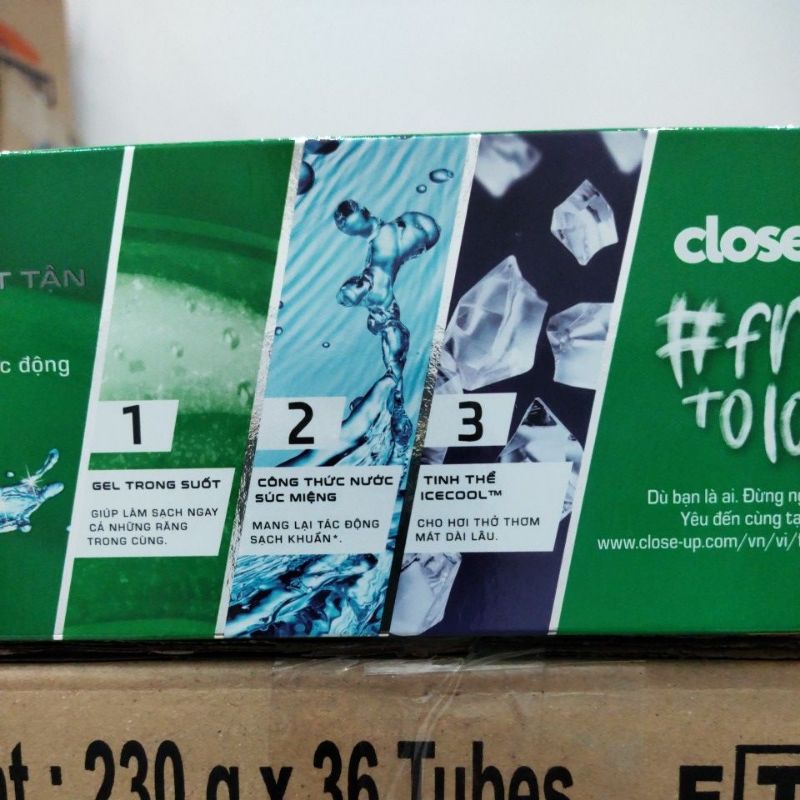 T TẬN
c động
1
GEL TRONG SUỐT
GIÚP LÀM SẠCH NGAY
CẢ NHỮNG RĂNG
TRONG CÙNG.
2
CÔNG THỨC NƯỚC
SÚC MIỆNG
MANG LẠI TÁC ĐỘNG
SẠCH KHUẨN*.
3
TINH THỂ
ICECOOL™
CHO HƠI THỞ THƠM
MÁT DÀI LÂU.
close
#fr
TO lo
Dù bạn là ai. Đừng ng
Yêu đến cùng tạ
www.close-up.com/vn/vi/f
nt : 230 g x 36 Tubes